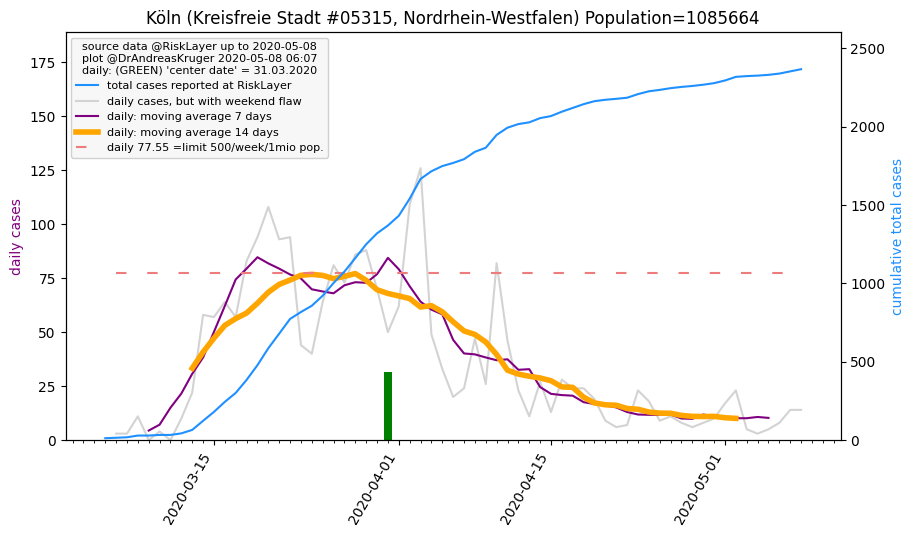 Köln (Kreisfreie Stadt #05315, Nordrhein-Westfalen) Population=1085664
source data @RiskLayer up to 2020-05-08
plot @DrAndreasKruger 2020-05-08 06:07
daily: (GREEN) 'center date' = 31.03.2020
total cases reported at RiskLayer
daily cases, but with weekend flaw
daily: moving average 7 days
daily: moving average 14 days
daily 77.55 =limit 500/week/1mio pop.
daily cases
175
150
125
100
75
50
25
0
2500
2000
1500
1000
500
0
cumulative total cases
2020-03-15
2020-04-01
2020-04-15
2020-05-01